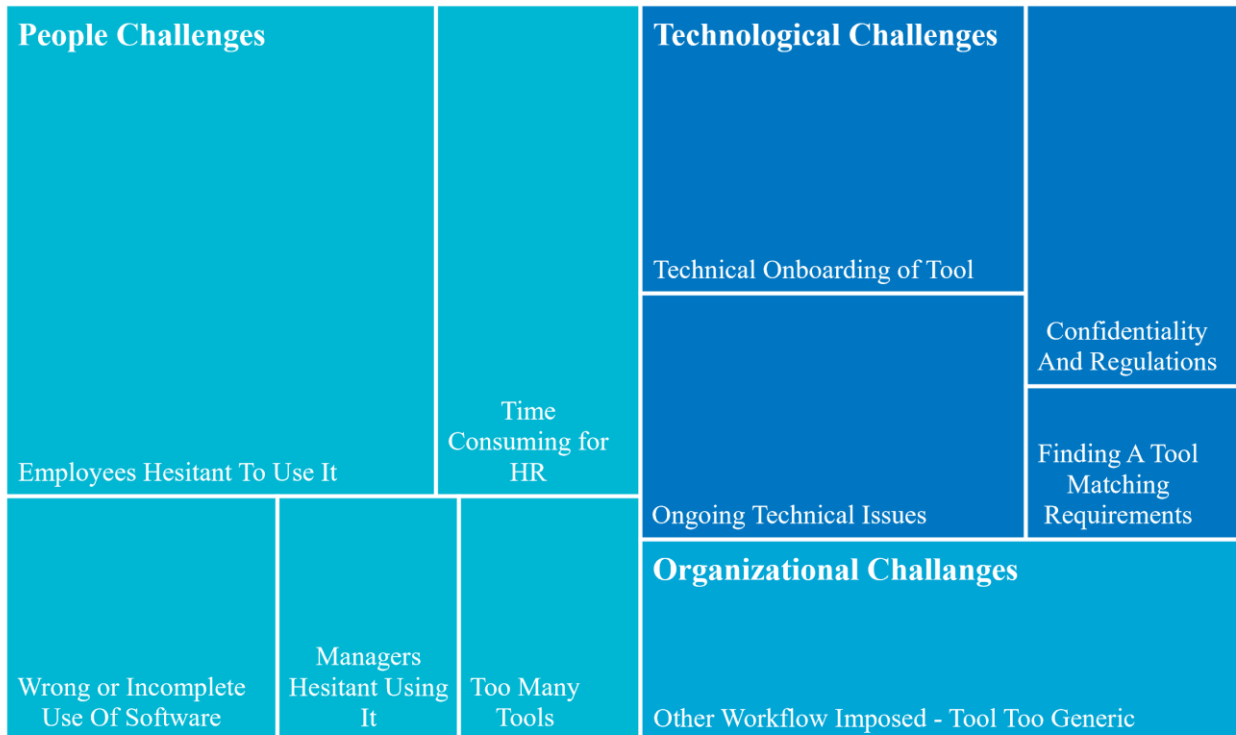 People Challenges
Employees Hesitant To Use It
Time
Consuming for
HR
Wrong or Incomplete
Use Of Software
Managers
Hesitant Using
It
Too Many
Tools
Technological Challenges
Technical Onboarding of Tool
Confidentiality
And Regulations
Ongoing Technical Issues
Finding A Tool
Matching
Requirements
Organizational Challanges
Other Workflow Imposed - Tool Too Generic